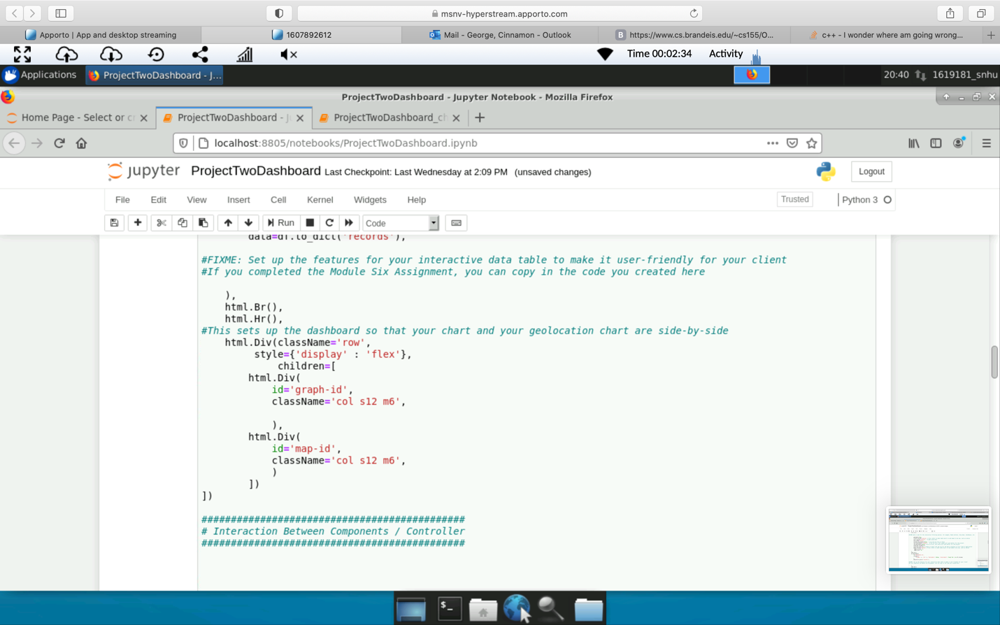 msnv-hyperstream.apporto.com
Apporto | App and desktop streaming
1607892612
Mail - George, Cinnamon - Outlook
B https://www.cs.brandeis.edu/~cs155/O...
c++ - I wonder where am going wrong...
Time 00:02:34 Activity
Applications
ProjectTwoDashboard - J...
20:40 1619181_snhu
ProjectTwoDashboard - Jupyter Notebook - Mozilla Firefox
Home Page - Select or c
ProjectTwoDashboard -
ProjectTwoDashboard_c
localhost:8805/notebooks/ProjectTwoDashboard.ipynb
jupyter ProjectTwoDashboard Last Checkpoint: Last Wednesday at 2:09 PM (unsaved changes)
Logout
File Edit View Insert Cell Kernel Widgets Help
Trusted
Python 3
Run
Code
data=df.to_dict('records'),
#FIXME: Set up the features for your interactive data table to make it user-friendly for your client
#If you completed the Module Six Assignment, you can copy in the code you created here
),
html.Br(),
html.Hr(),
#This sets up the dashboard so that your chart and your geolocation chart are side-by-side
html.Div(className='row',
style={'display' : 'flex'},
children=[
html.Div(
id='graph-id',
className='col s12 m6',
),
html.Div(
id='map-id',
className='col s12 m6',
)
])
])
#############################################
# Interaction Between Components / Controller
#############################################
$_